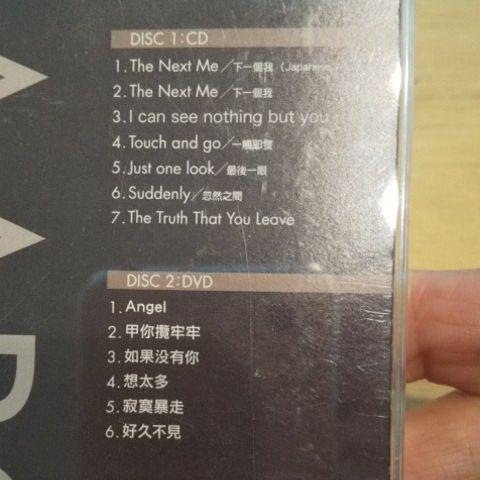 DISC 1:CD
1. The Next Me/下一個我 (Japanese
2. The Next Me/下一個我
3. I can see nothing but you
4. Touch and go/一觸即發
5. Just one look/最後一眼
6. Suddenly/忽然之間
7. The Truth That You Leave
DISC 2:DVD
1. Angel
2. 甲你攬牢牢
3. 如果没有你
4. 想太多
5. 寂寞暴走
6. 好久不見